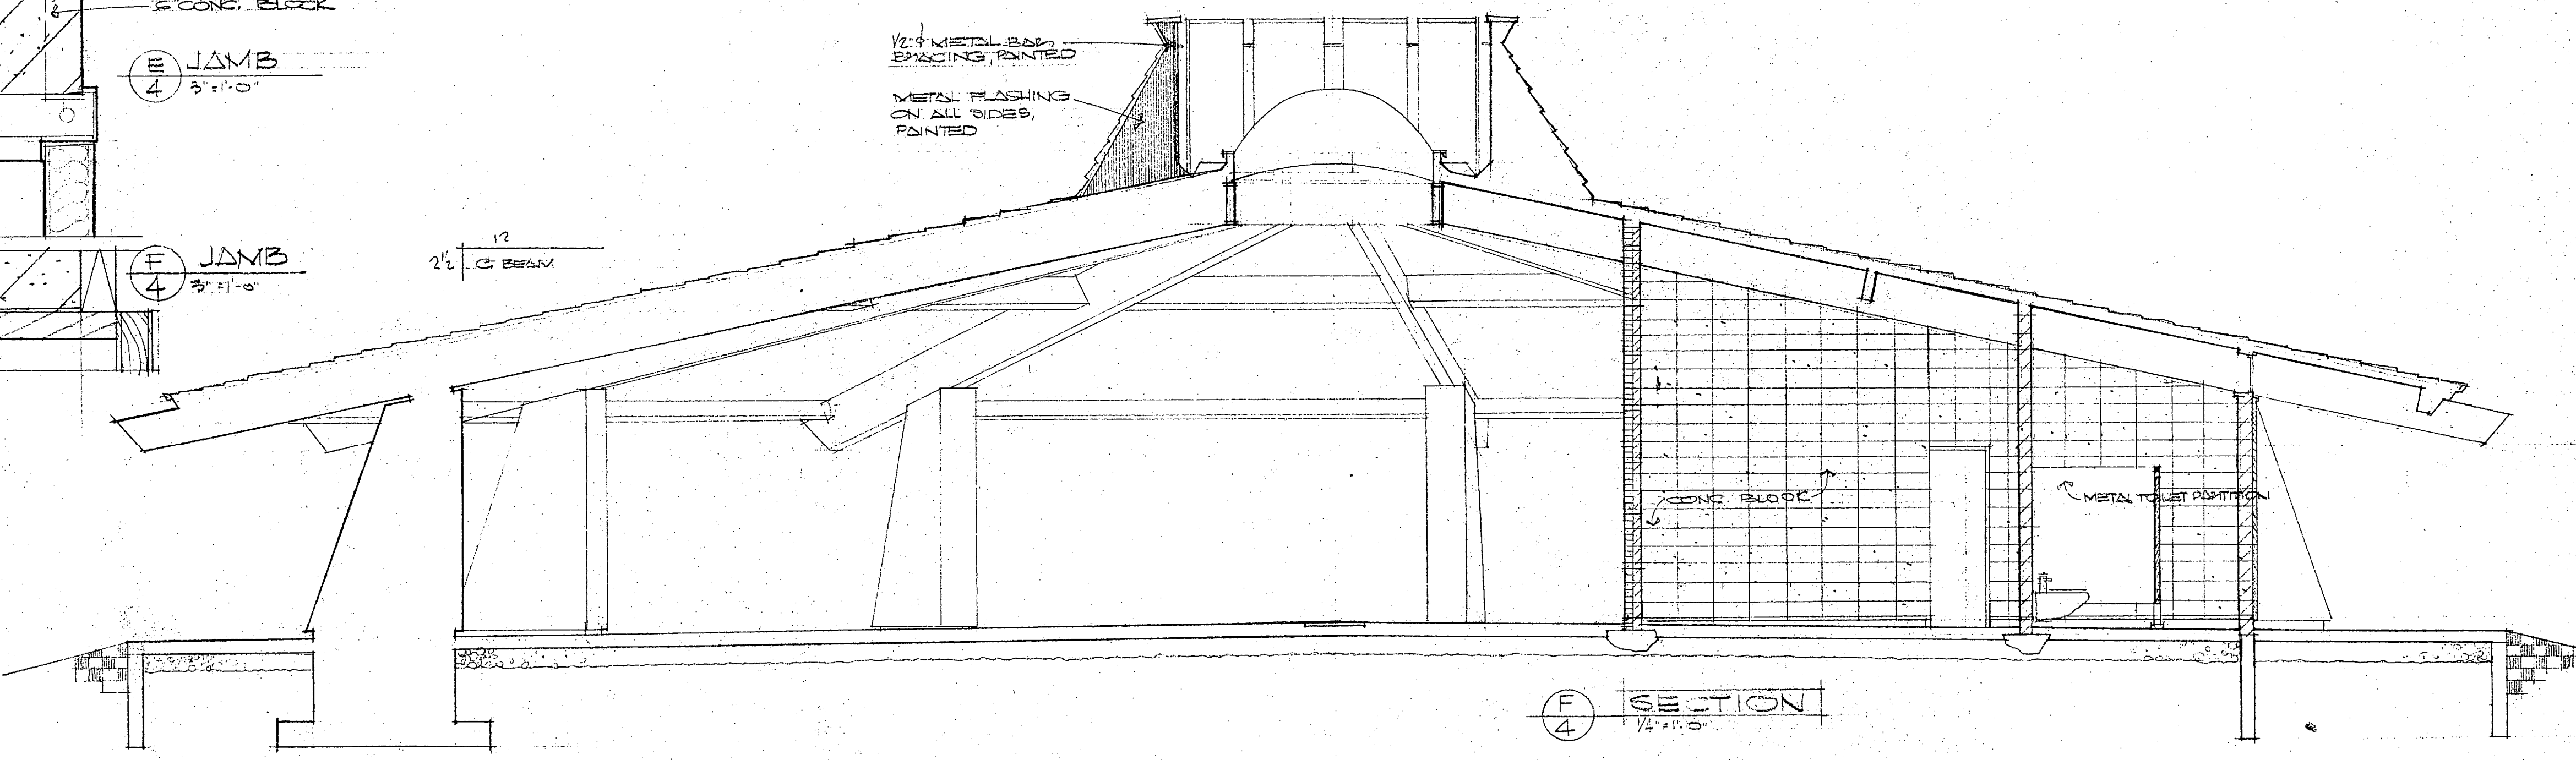 6 CONC. BLOCK
E
4
JAMB
3"=1'-0"
F
4
JAMB
3"=1'-0"
12
2½
BEAM
½"φ METAL BAR
BRACING, PAINTED
METAL FLASHING
ON ALL SIDES,
PAINTED
CONC BLOCK
METAL TOILET PARTITION
F
4
SECTION
1/4"=1'-0"